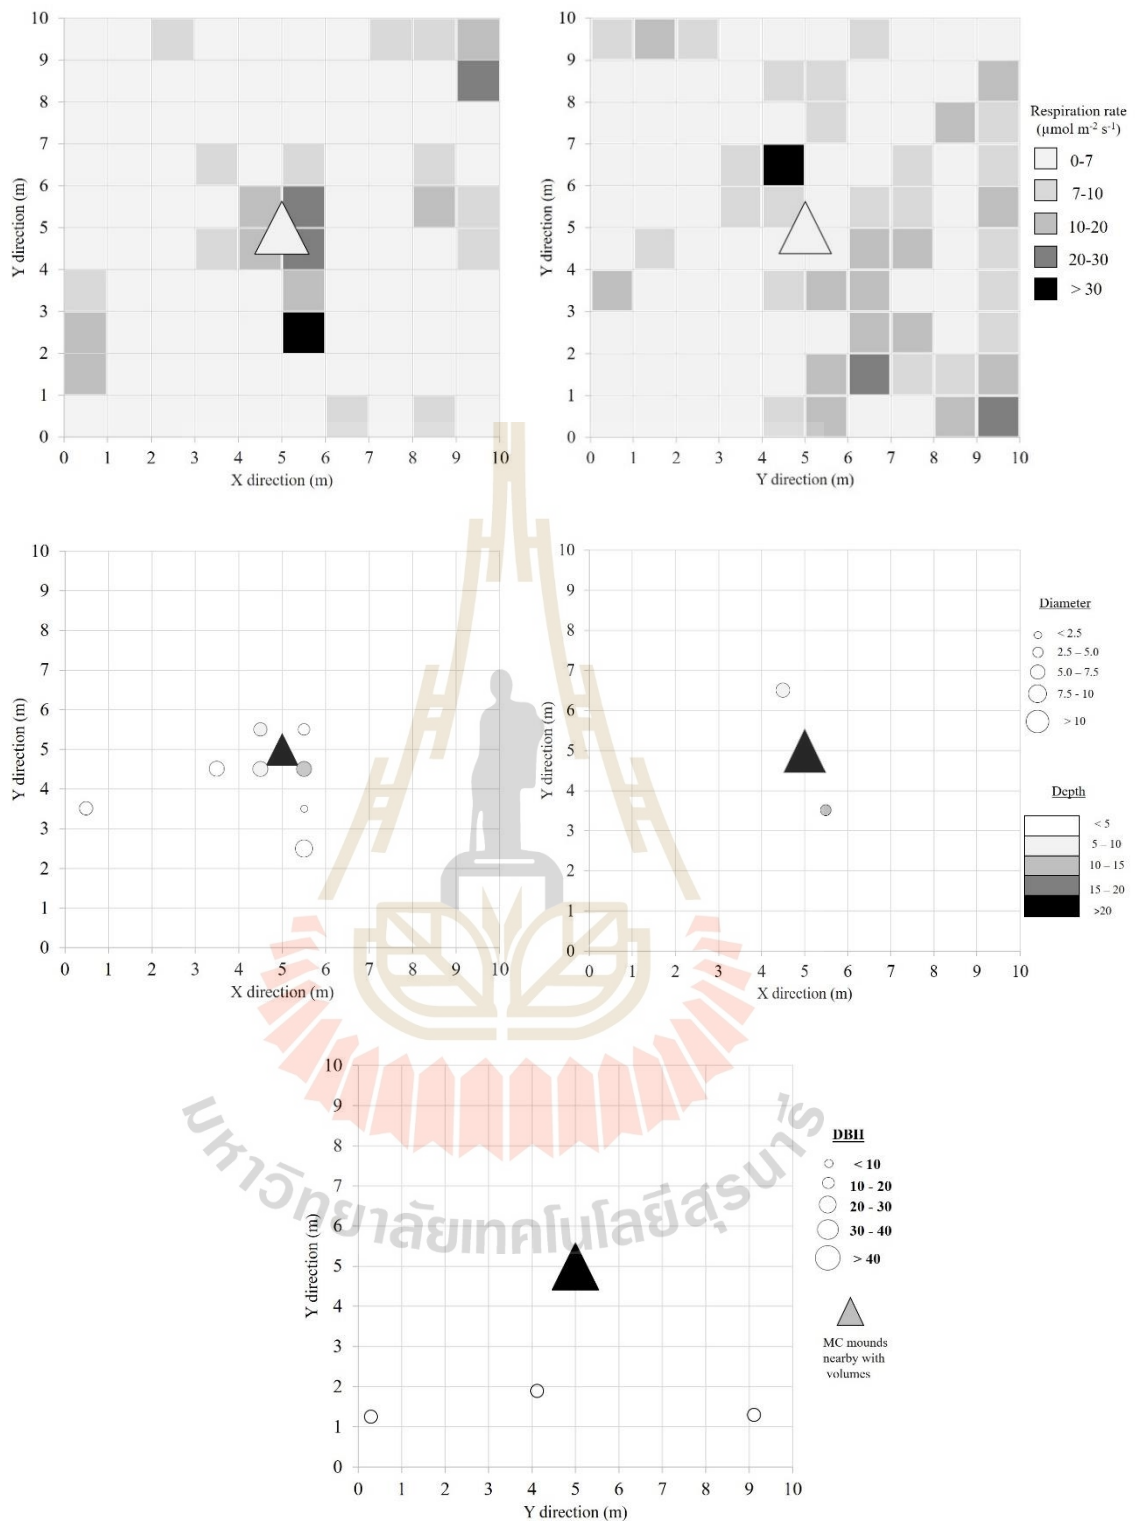 10
9
8
7
6
5
4
3
2
1
0
Y direction (m)
0 1 2 3 4 5 6 7 8 9 10
X direction (m)
10
9
8
7
6
5
4
3
2
1
0
Y direction (m)
0 1 2 3 4 5 6 7 8 9 10
Y direction (m)
Respiration rate
(µmol m⁻² s⁻¹)
0-7
7-10
10-20
20-30
> 30
10
9
8
7
6
5
4
3
2
1
0
Y direction (m)
0 1 2 3 4 5 6 7 8 9 10
X direction (m)
10
9
8
7
6
5
4
3
2
1
0
Y direction (m)
0 1 2 3 4 5 6 7 8 9 10
X direction (m)
Diameter
< 2.5
2.5 – 5.0
5.0 – 7.5
7.5 - 10
> 10
Depth
< 5
5 – 10
10 – 15
15 – 20
>20
10
9
8
7
6
5
4
3
2
1
0
Y direction (m)
0 1 2 3 4 5 6 7 8 9 10
Y direction (m)
DBH
< 10
10 - 20
20 - 30
30 - 40
> 40
MC mounds
nearby with
volumes
มหาวิทยาลัยเทคโนโลยีสุรนารี